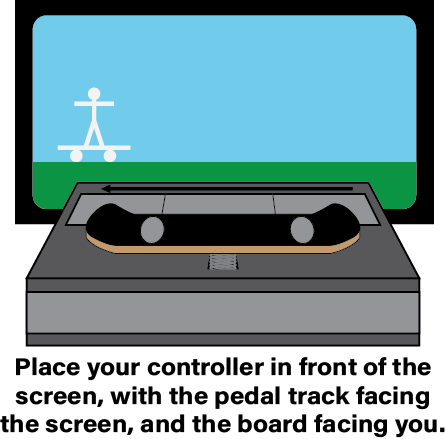 Place your controller in front of the
screen, with the pedal track facing
the screen, and the board facing you.